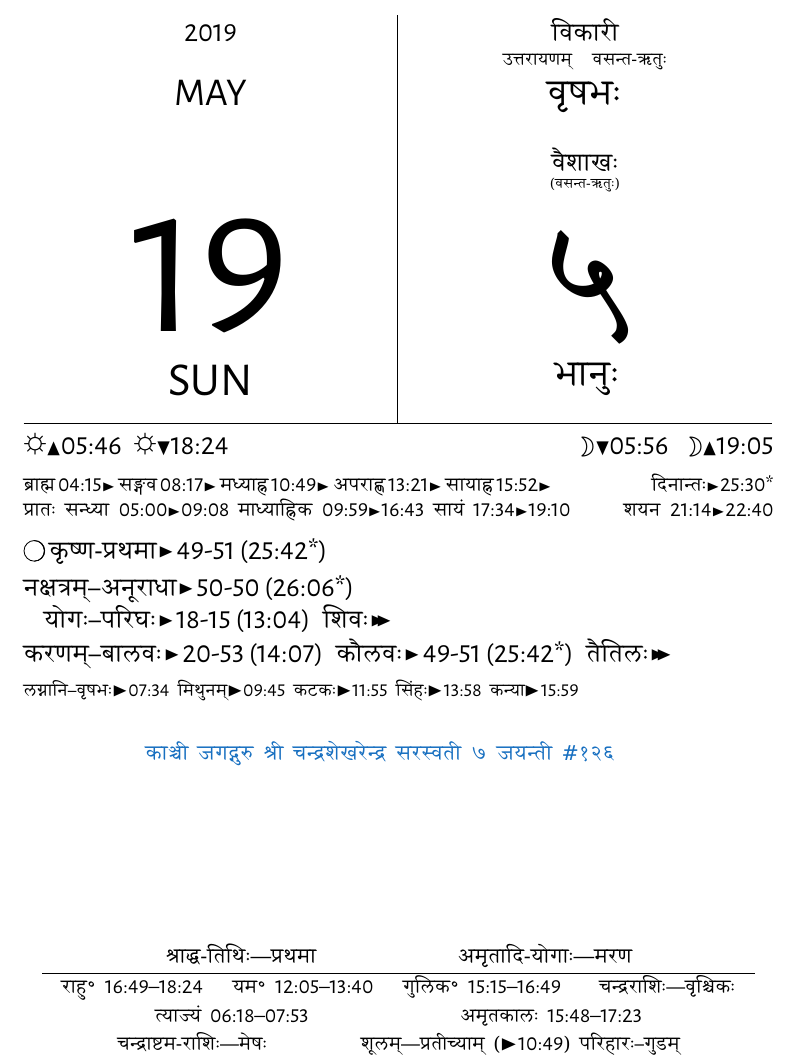 2019
MAY
19
SUN
विकारी
उत्तरायणम् वसन्त-ऋतुः
वृषभः
वैशाखः
(वसन्त-ऋतुः)
५
भानुः
☼▲05:46 ☼▼18:24 ☽▼05:56 ☽▲19:05
ब्राह्म 04:15► सङ्गव 08:17► मध्याह्न 10:49► अपराह्ण 13:21► सायाह्न 15:52► दिनान्तः►25:30*
प्रातः सन्ध्या 05:00►09:08 माध्याह्निक 09:59►16:43 सायं 17:34►19:10 शयन 21:14►22:40
◯ कृष्ण-प्रथमा►49-51 (25:42*)
नक्षत्रम्–अनूराधा►50-50 (26:06*)
योगः–परिघः►18-15 (13:04) शिवः►►
करणम्–बालवः►20-53 (14:07) कौलवः►49-51 (25:42*) तैतिलः►►
लग्नानि–वृषभः►07:34 मिथुनम्►09:45 कटकः►11:55 सिंहः►13:58 कन्या►15:59
काञ्ची जगद्गुरु श्री चन्द्रशेखरेन्द्र सरस्वती ७ जयन्ती #१२६
श्राद्ध-तिथिः—प्रथमा अमृतादि-योगाः—मरण
राहु° 16:49–18:24 यम° 12:05–13:40 गुलिक° 15:15–16:49 चन्द्रराशिः—वृश्चिकः
त्याज्यं 06:18–07:53 अमृतकालः 15:48–17:23
चन्द्राष्टम-राशिः—मेषः शूलम्—प्रतीच्याम् (►10:49) परिहारः–गुडम्